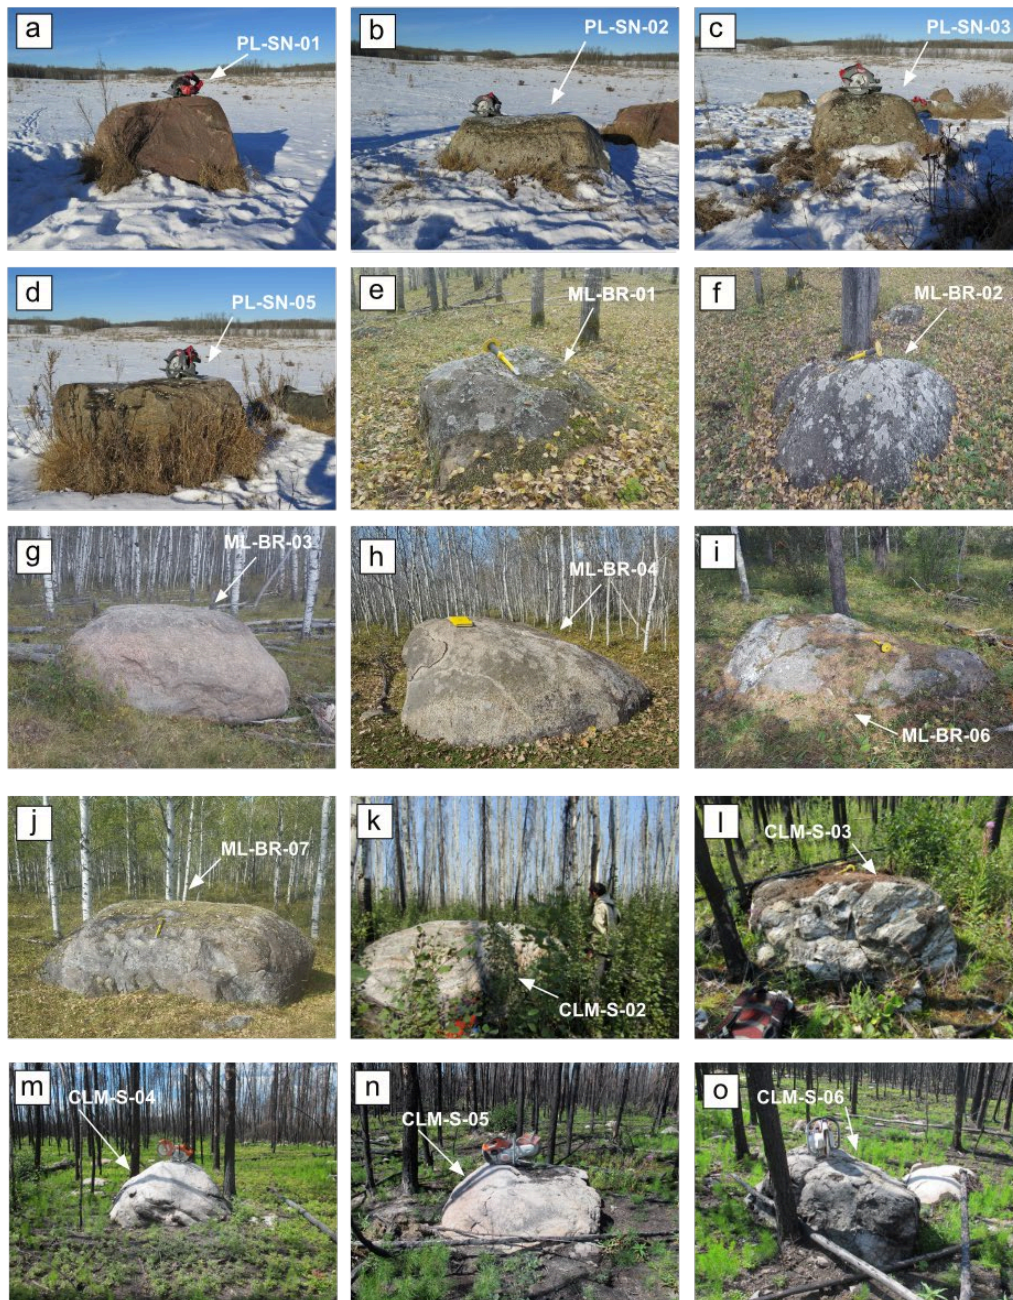 a
PL-SN-01
b
PL-SN-02
c
PL-SN-03
d
PL-SN-05
e
ML-BR-01
f
ML-BR-02
g
ML-BR-03
h
ML-BR-04
i
ML-BR-06
j
ML-BR-07
k
CLM-S-02
l
CLM-S-03
m
CLM-S-04
n
CLM-S-05
o
CLM-S-06